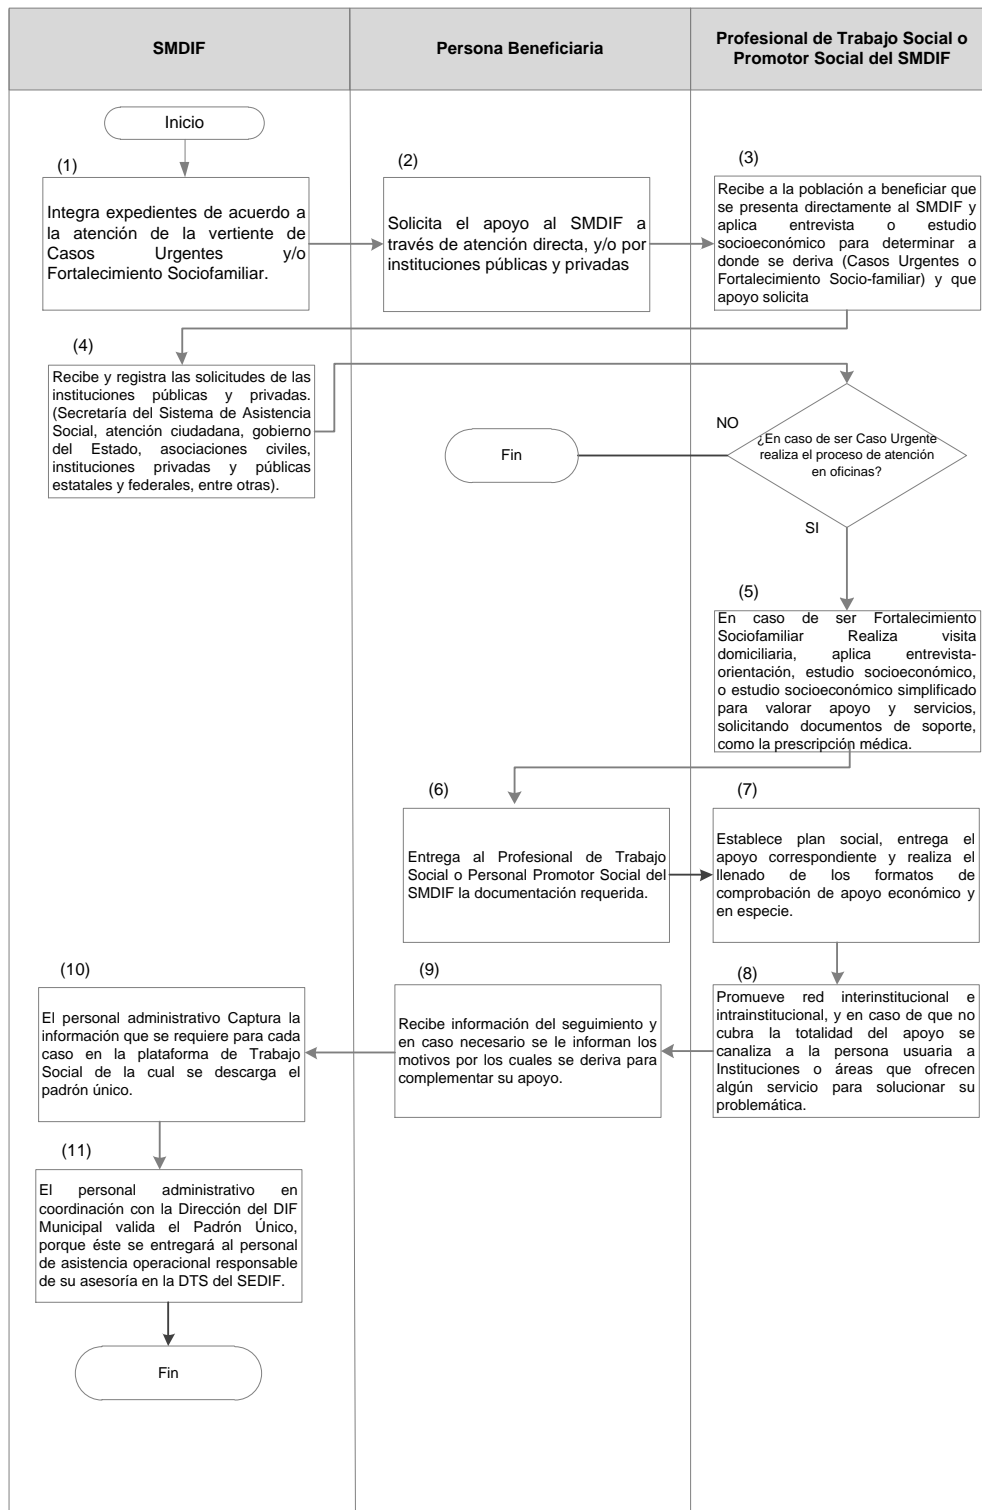 SMDIF
Persona Beneficiaria
Profesional de Trabajo Social o
Promotor Social del SMDIF
Inicio
(1)
Integra expedientes de acuerdo a
la atención de la vertiente de
Casos Urgentes y/o
Fortalecimiento Sociofamiliar.
(2)
Solicita el apoyo al SMDIF a
través de atención directa, y/o por
instituciones públicas y privadas
(3)
Recibe a la población a beneficiar que
se presenta directamente al SMDIF y
aplica entrevista o estudio
socioeconómico para determinar a
donde se deriva (Casos Urgentes o
Fortalecimiento Socio-familiar) y que
apoyo solicita
(4)
Recibe y registra las solicitudes de las
instituciones públicas y privadas.
(Secretaría del Sistema de Asistencia
Social, atención ciudadana, gobierno
del Estado, asociaciones civiles,
instituciones privadas y públicas
estatales y federales, entre otras).
NO
¿En caso de ser Caso Urgente
realiza el proceso de atención
en oficinas?
Fin
SI
(5)
En caso de ser Fortalecimiento
Sociofamiliar Realiza visita
domiciliaria, aplica entrevista-
orientación, estudio socioeconómico,
o estudio socioeconómico simplificado
para valorar apoyo y servicios,
solicitando documentos de soporte,
como la prescripción médica.
(6)
Entrega al Profesional de Trabajo
Social o Personal Promotor Social del
SMDIF la documentación requerida.
(7)
Establece plan social, entrega el
apoyo correspondiente y realiza el
llenado de los formatos de
comprobación de apoyo económico y
en especie.
(8)
Promueve red interinstitucional e
intrainstitucional, y en caso de que no
cubra la totalidad del apoyo se
canaliza a la persona usuaria a
Instituciones o áreas que ofrecen
algún servicio para solucionar su
problemática.
(9)
Recibe información del seguimiento y
en caso necesario se le informan los
motivos por los cuales se deriva para
complementar su apoyo.
(10)
El personal administrativo Captura la
información que se requiere para cada
caso en la plataforma de Trabajo
Social de la cual se descarga el
padrón único.
(11)
El personal administrativo en
coordinación con la Dirección del DIF
Municipal valida el Padrón Único,
porque éste se entregará al personal
de asistencia operacional responsable
de su asesoría en la DTS del SEDIF.
Fin